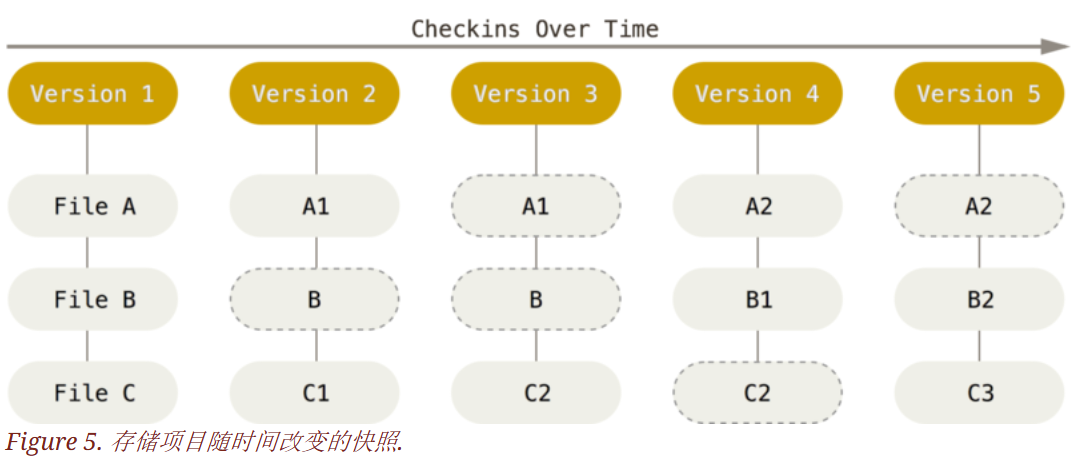 Checkins Over Time
Version 1 Version 2 Version 3 Version 4 Version 5
File A A1 A1 A2 A2
File B B B B1 B2
File C C1 C2 C2 C3
Figure 5. 存储项目随时间改变的快照.